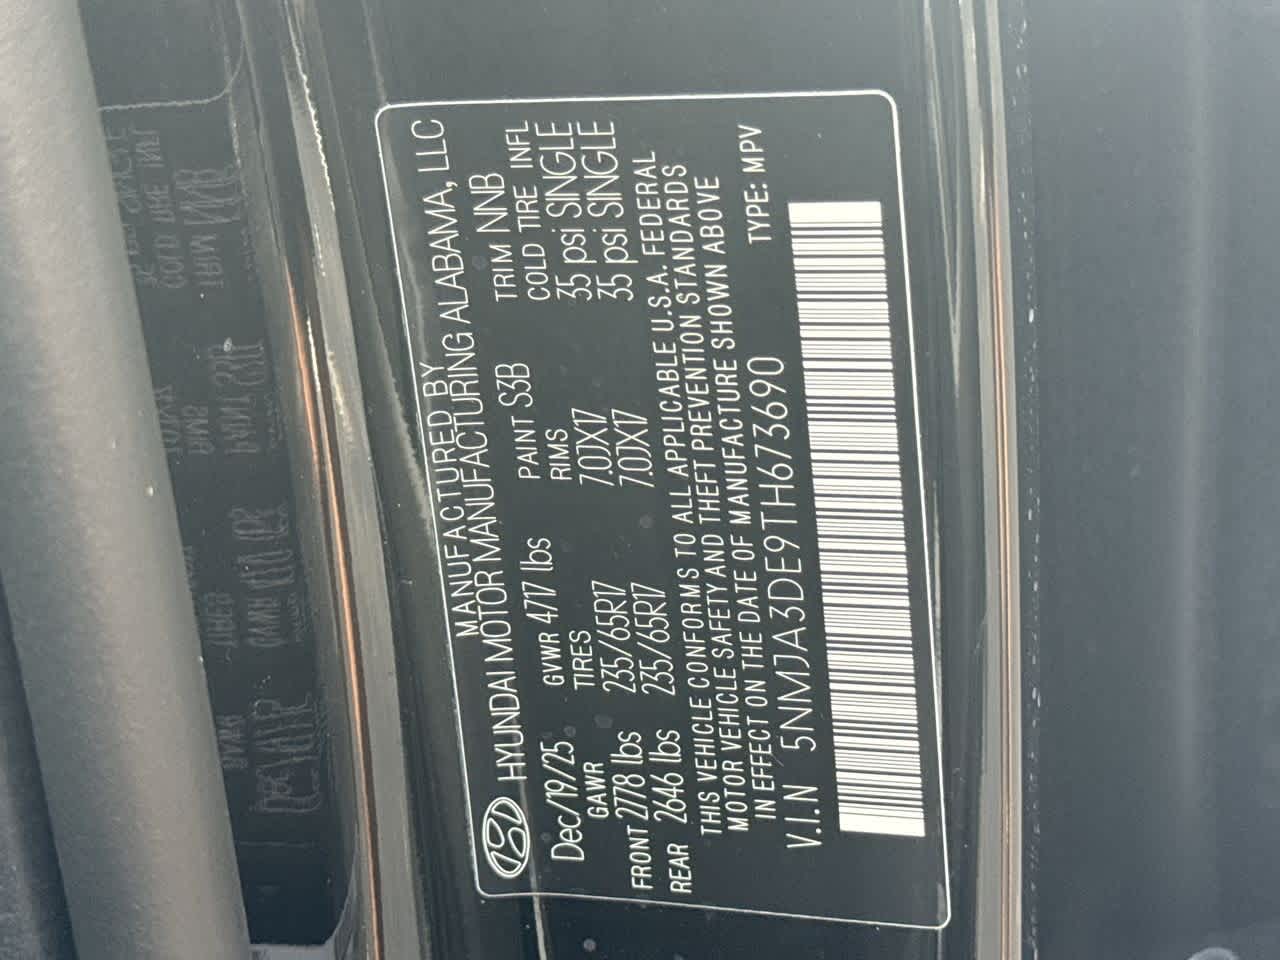 MANUFACTURED BY
HYUNDAI MOTOR MANUFACTURING ALABAMA, LLC
Dec/19/25 GVWR 4717 lbs PAINT S3B TRIM NNB
GAWR TIRES RIMS COLD TIRE INFL
FRONT 2778 lbs 235/65R17 7.0JX17 35 psi SINGLE
REAR 2646 lbs 235/65R17 7.0JX17 35 psi SINGLE
THIS VEHICLE CONFORMS TO ALL APPLICABLE U.S.A. FEDERAL
MOTOR VEHICLE SAFETY AND THEFT PREVENTION STANDARDS
IN EFFECT ON THE DATE OF MANUFACTURE SHOWN ABOVE
V.I.N 5NMJA3DE9TH673690 TYPE: MPV